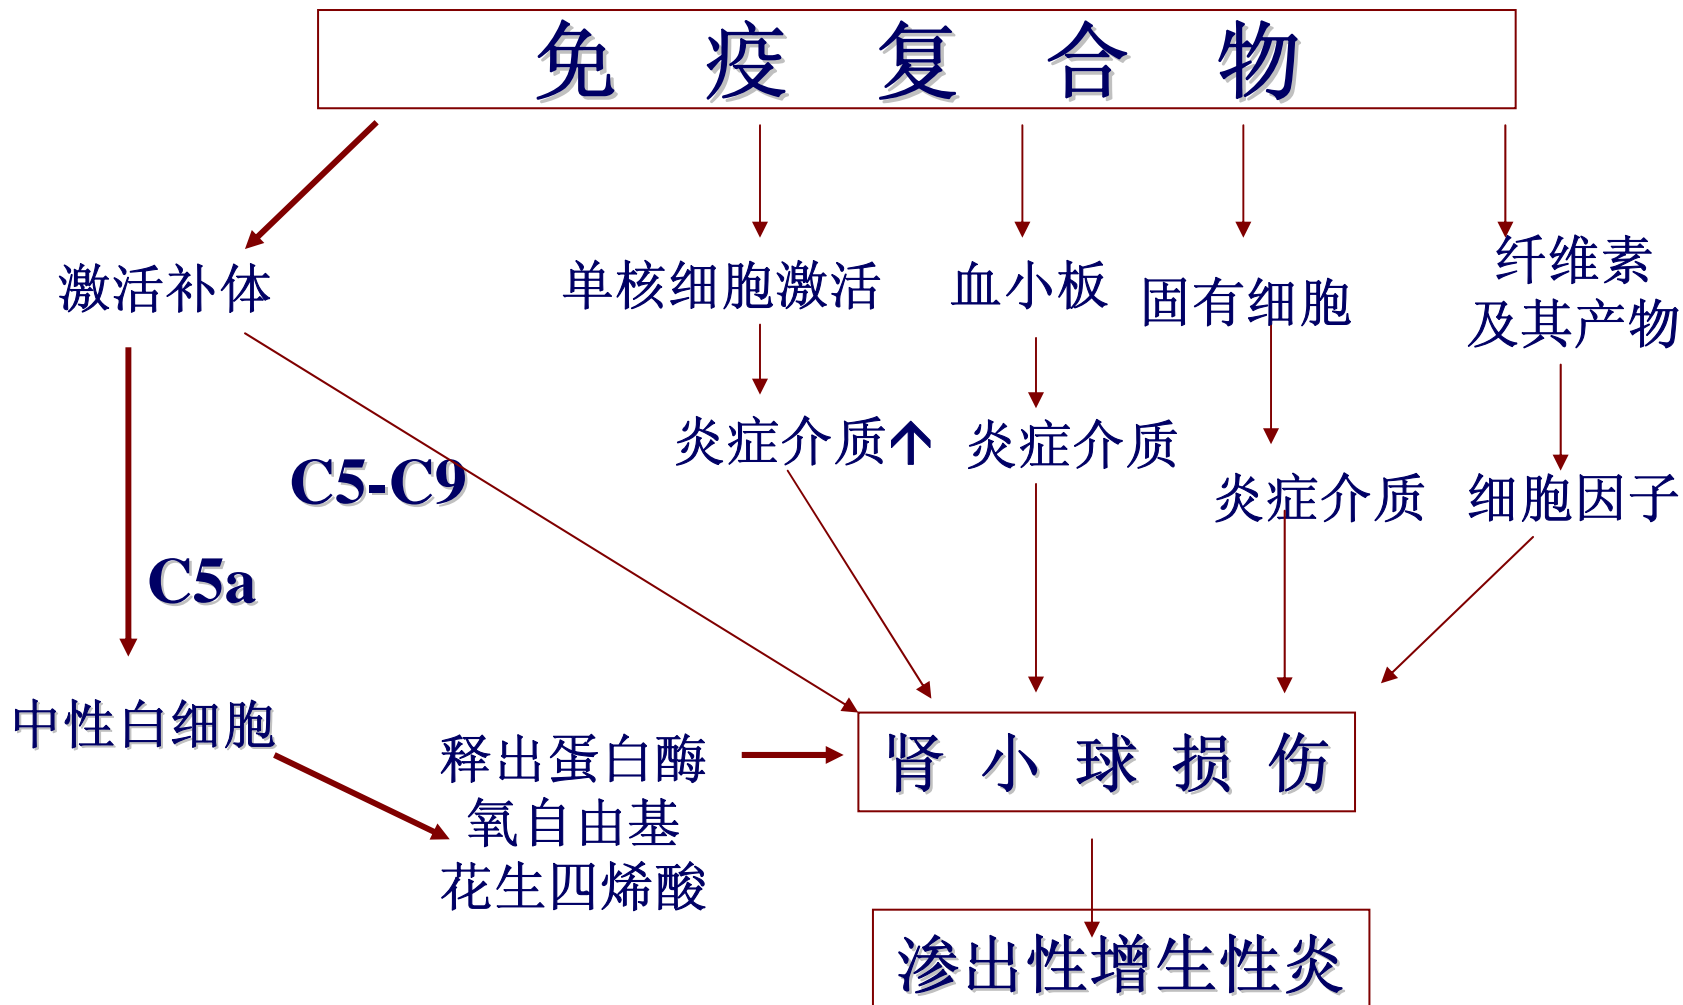 免 疫 复 合 物
激活补体
单核细胞激活
血小板
固有细胞
纤维素
及其产物
炎症介质↑
炎症介质
炎症介质
细胞因子
C5-C9
C5a
中性白细胞
释出蛋白酶
氧自由基
花生四烯酸
肾 小 球 损 伤
渗出性增生性炎